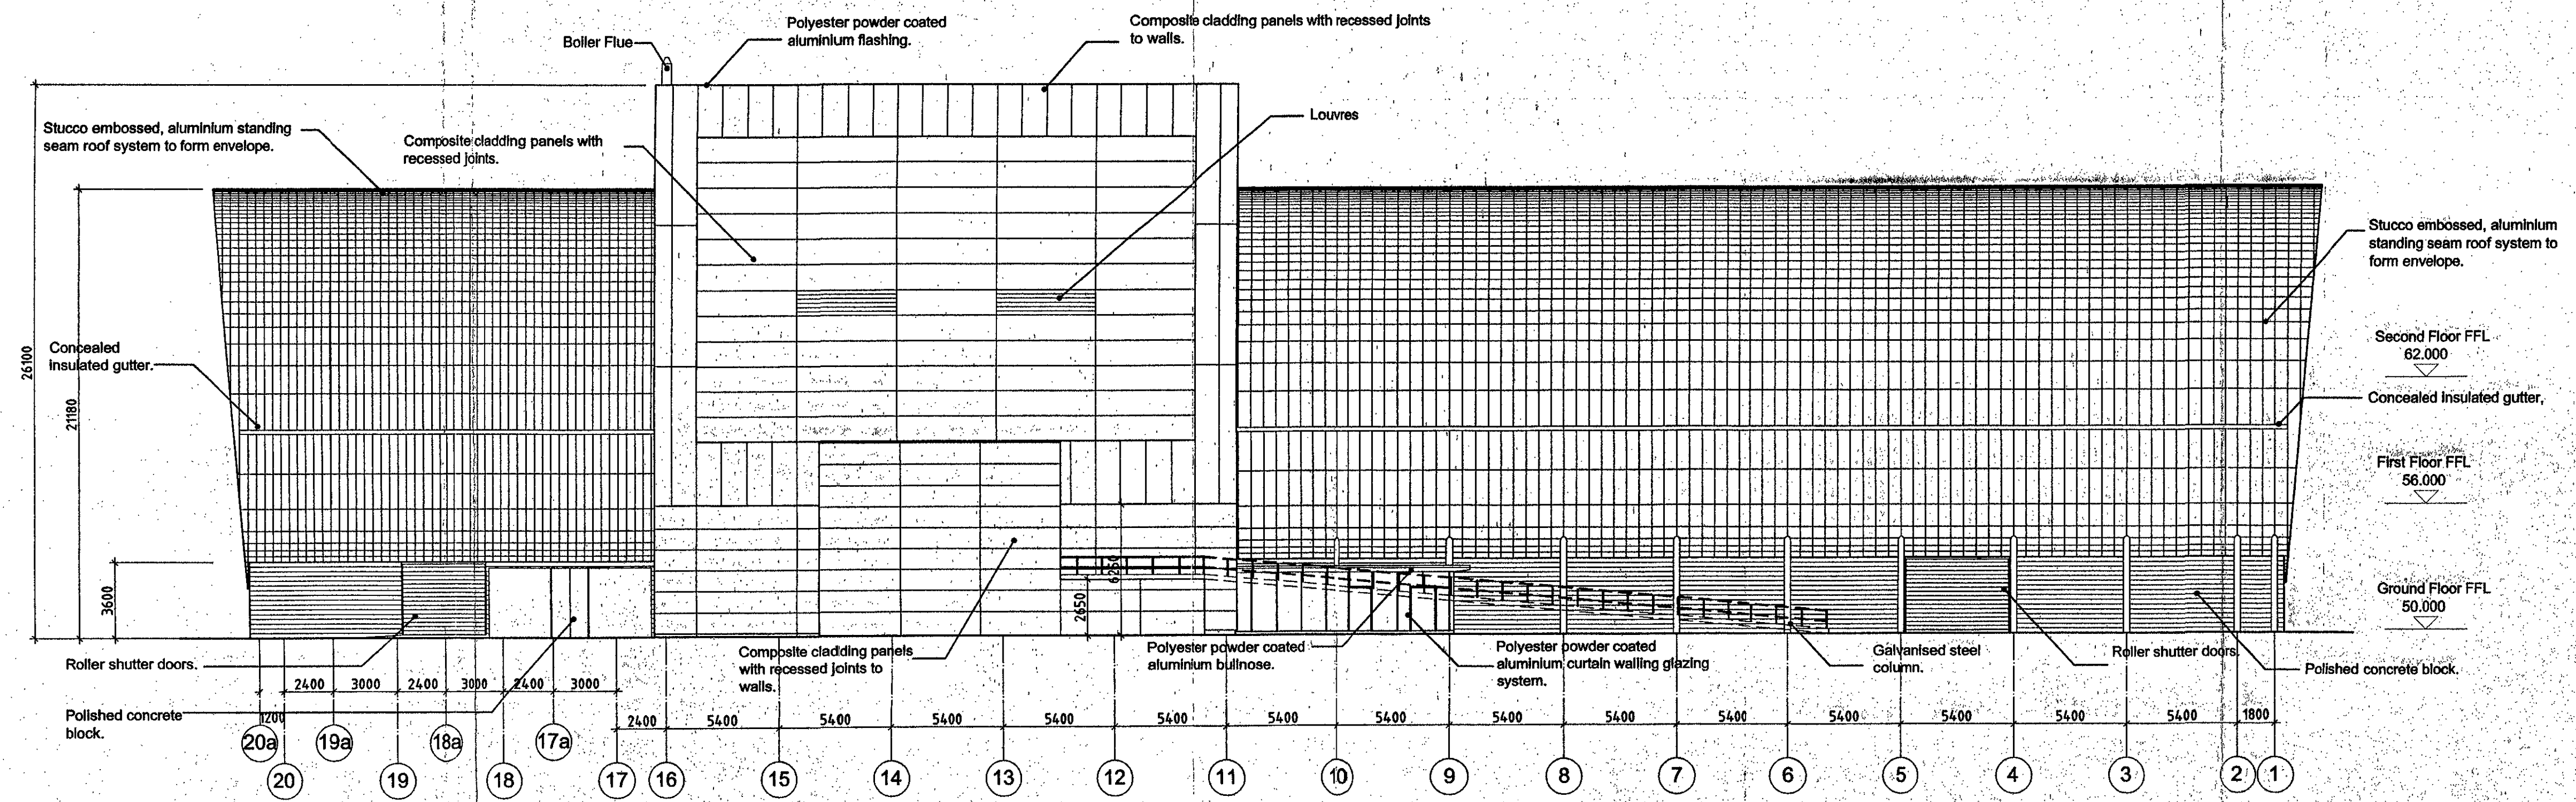 Polyester powder coated
aluminium flashing.
Composite cladding panels with recessed joints
to walls.
Boiler Flue
Louvres
Stucco embossed, aluminium standing
seam roof system to form envelope.
Composite cladding panels with
recessed joints.
Stucco embossed, aluminium
standing seam roof system to
form envelope.
Second Floor FFL
62.000
Concealed
insulated gutter.
Concealed insulated gutter,
26100
21180
First Floor FFL
56.000
3600
6250
2650
Ground Floor FFL
50.000
Roller shutter doors.
Composite cladding panels
with recessed joints to
walls.
Polyester powder coated
aluminium bullnose.
Polyester powder coated
aluminium curtain walling glazing
system.
Galvanised steel
column.
Roller shutter doors.
Polished concrete block.
2400 3000 2400 3000 2400 3000
Polished concrete
block.
1200
2400 5400 5400 5400 5400 5400 5400 5400 5400 5400 5400 5400 5400 5400 5400 1800
20a 19a 18a 17a
20 19 18 17 16 15 14 13 12 11 10 9 8 7 6 5 4 3 2 1